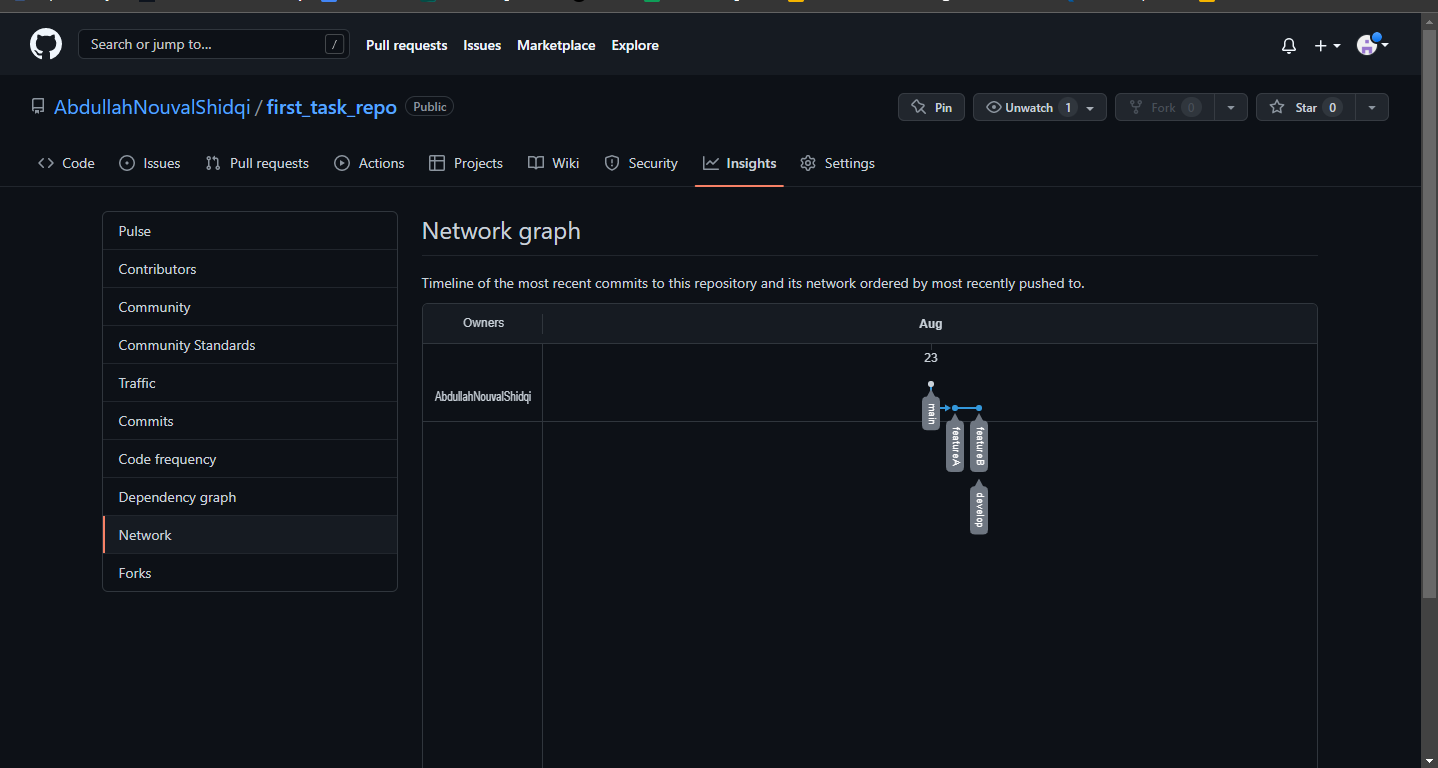 Search or jump to... / Pull requests Issues Marketplace Explore
AbdullahNouvalShidqi / first_task_repo Public Pin Unwatch 1 Fork 0 Star 0
Code Issues Pull requests Actions Projects Wiki Security Insights Settings
Pulse
Contributors
Community
Community Standards
Traffic
Commits
Code frequency
Dependency graph
Network
Forks
Network graph
Timeline of the most recent commits to this repository and its network ordered by most recently pushed to.
Owners Aug
23
AbdullahNouvalShidqi
main
featureA
featureB
develop